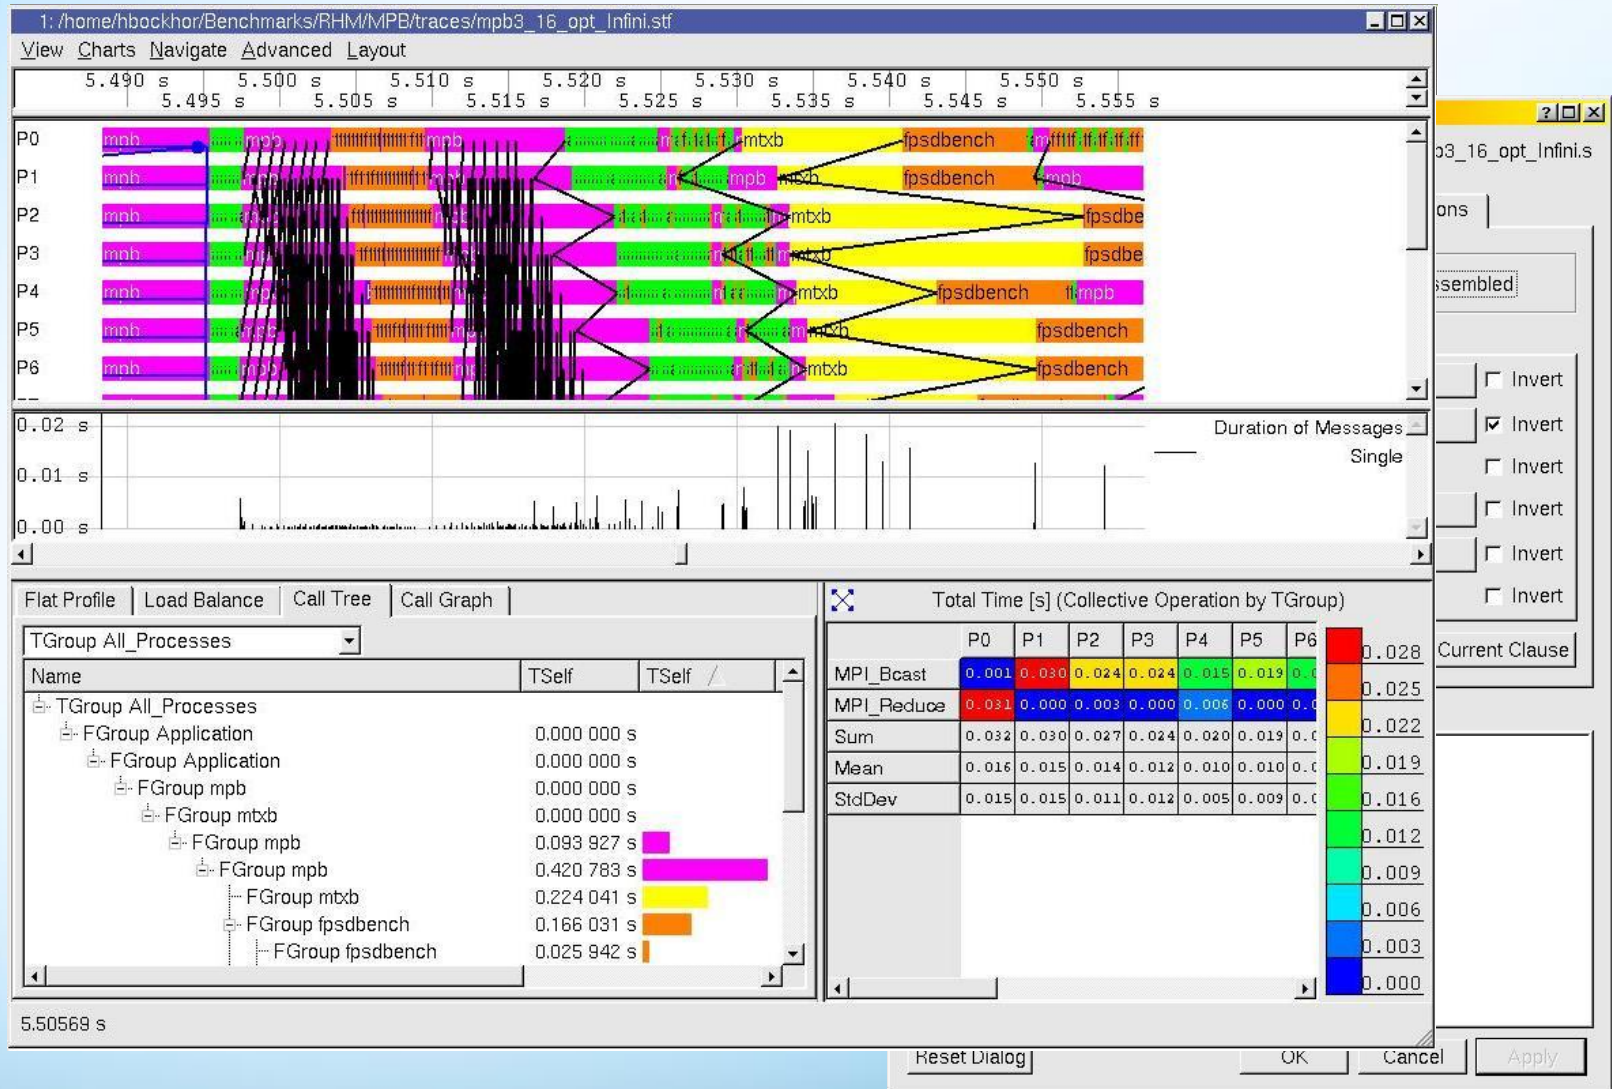 1: /home/hbockhor/Benchmarks/RHM/MPB/traces/mpb3_16_opt_Infini.stf
View Charts Navigate Advanced Layout
5.490 s 5.500 s 5.510 s 5.520 s 5.530 s 5.540 s 5.550 s
5.495 s 5.505 s 5.515 s 5.525 s 5.535 s 5.545 s 5.555 s
P0 mpb mpb mpb mtxb fpsdbench
P1 mpb mpb mtxb fpsdbench mpb
P2 mpb mtxb fpsdbe
P3 mpb mtxb fpsdbe
P4 mpb mtxb fpsdbench mpb
P5 mpb mtxb fpsdbench
P6 mpb mtxb fpsdbench
0.02 s
0.01 s
0.00 s
Duration of Messages
Single
Flat Profile Load Balance Call Tree Call Graph
TGroup All_Processes
Name TSelf TSelf
TGroup All_Processes
FGroup Application 0.000 000 s
FGroup Application 0.000 000 s
FGroup mpb 0.000 000 s
FGroup mtxb 0.000 000 s
FGroup mpb 0.093 927 s
FGroup mpb 0.420 783 s
FGroup mtxb 0.224 041 s
FGroup fpsdbench 0.166 031 s
FGroup fpsdbench 0.025 942 s
Total Time [s] (Collective Operation by TGroup)
P0 P1 P2 P3 P4 P5 P6
MPI_Bcast 0.001 0.030 0.024 0.024 0.015 0.019 0.0
MPI_Reduce 0.031 0.000 0.003 0.000 0.006 0.000 0.
Sum 0.032 0.030 0.027 0.024 0.020 0.019 0.0
Mean 0.016 0.015 0.014 0.012 0.010 0.010 0.
StdDev 0.015 0.015 0.011 0.012 0.005 0.009 0.0
0.028
0.025
0.022
0.019
0.016
0.012
0.009
0.006
0.003
0.000
5.50569 s
b3_16_opt_Infini.s
ons
ssembled
Invert
Invert
Invert
Invert
Invert
Invert
Current Clause
Reset Dialog OK Cancel Apply